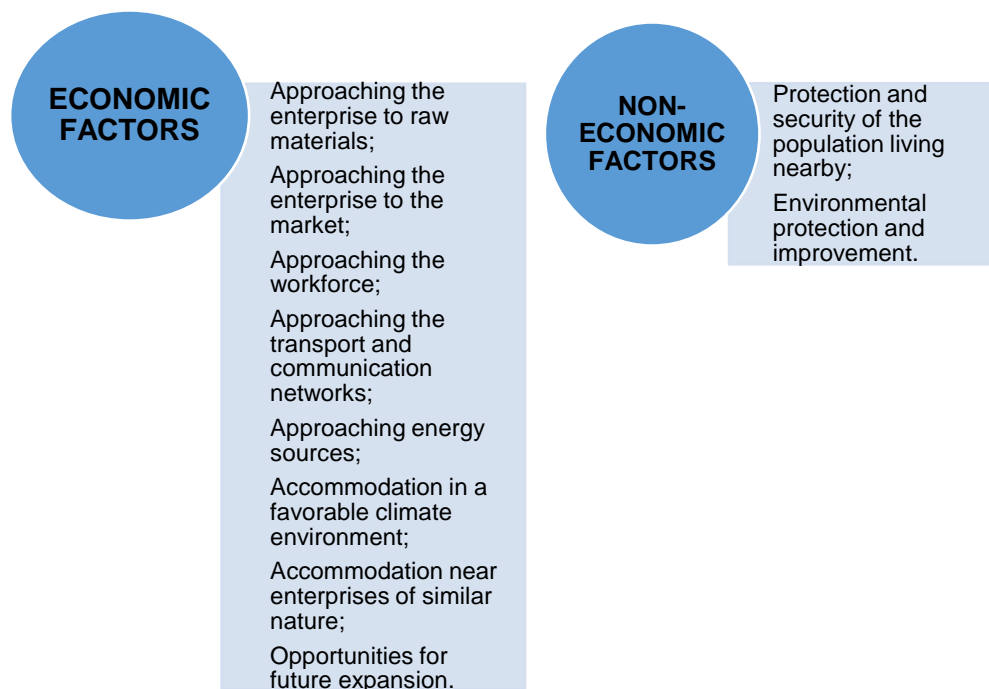 ECONOMIC
FACTORS
Approaching the
enterprise to raw
materials;
Approaching the
enterprise to the
market;
Approaching the
workforce;
Approaching the
transport and
communication
networks;
Approaching energy
sources;
Accommodation in a
favorable climate
environment;
Accommodation near
enterprises of similar
nature;
Opportunities for
future expansion.
NON-
ECONOMIC
FACTORS
Protection and
security of the
population living
nearby;
Environmental
protection and
improvement.